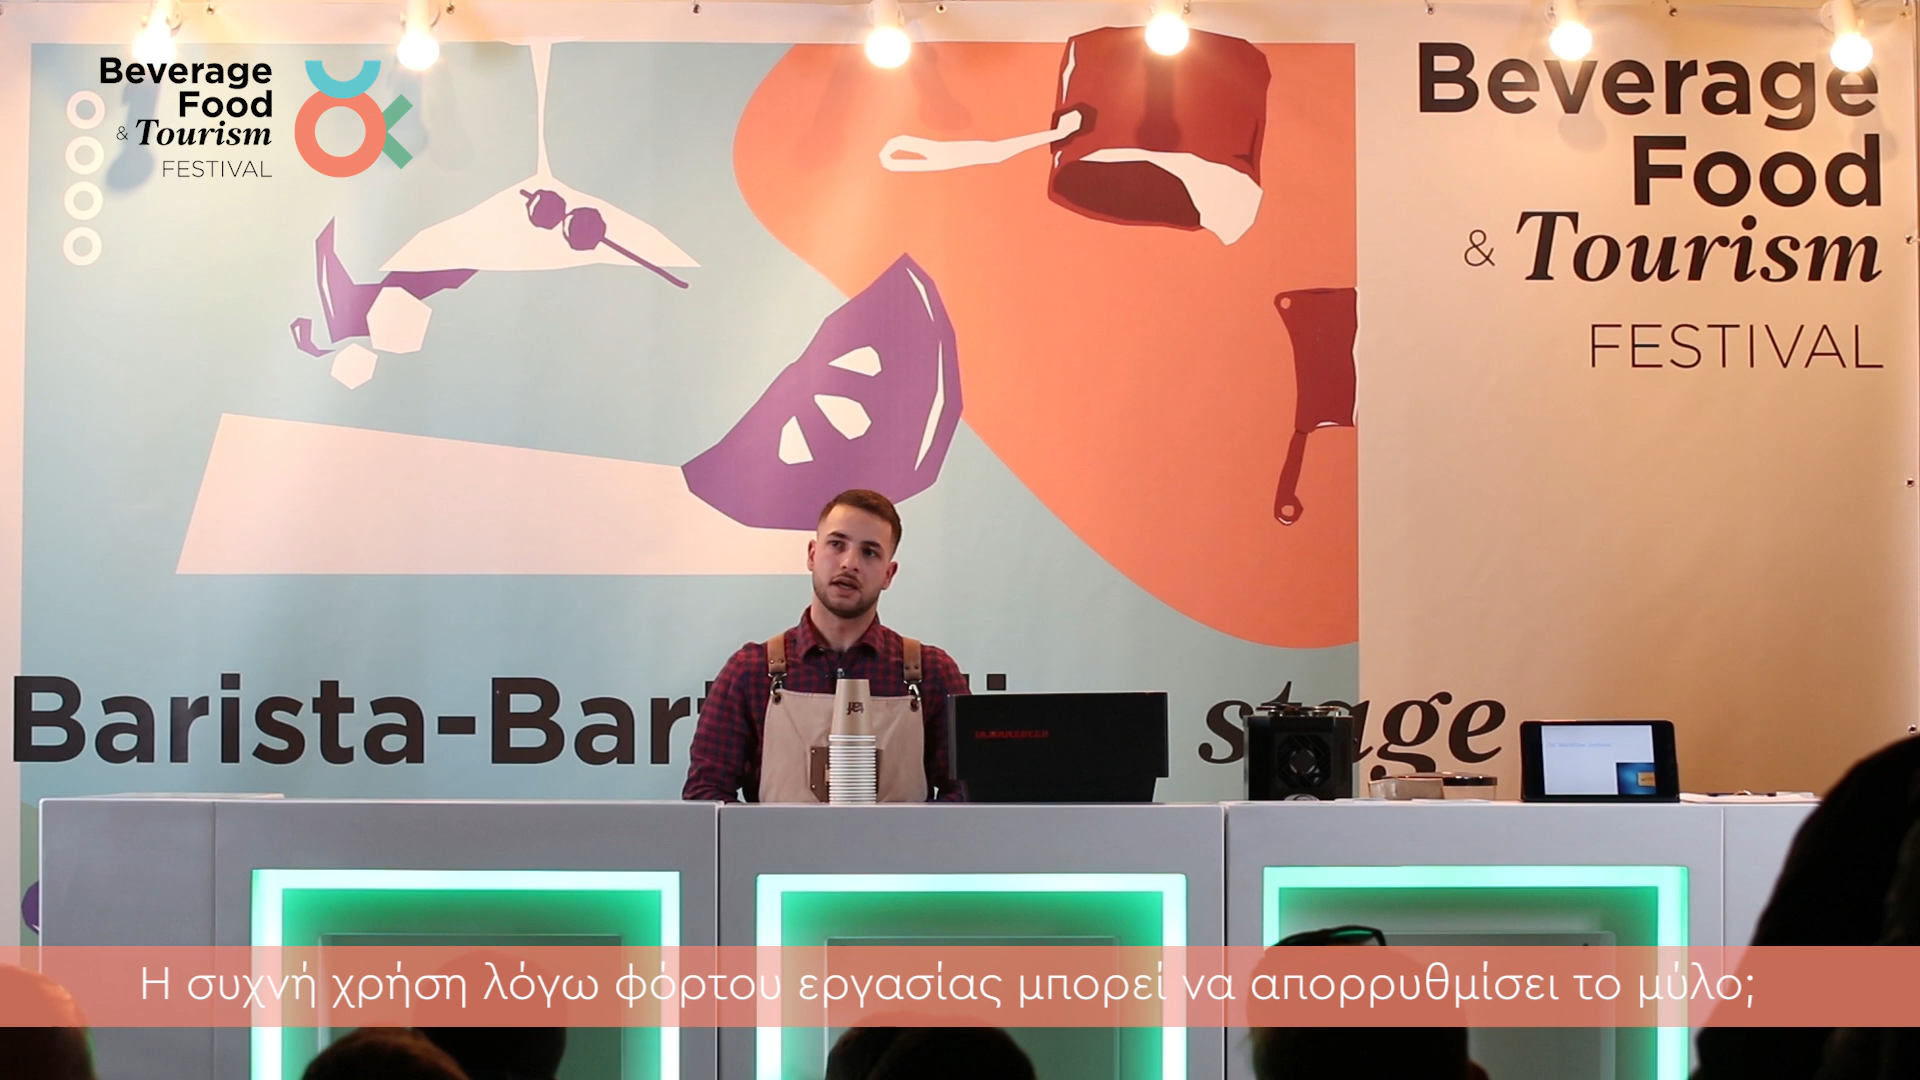 Beverage
Food
& Tourism
FESTIVAL
Beverage
Food
& Tourism
FESTIVAL
Barista-Bar
stage
Η συχνή χρήση λόγω φόρτου εργασίας μπορεί να απορρυθμίσει το μύλο;